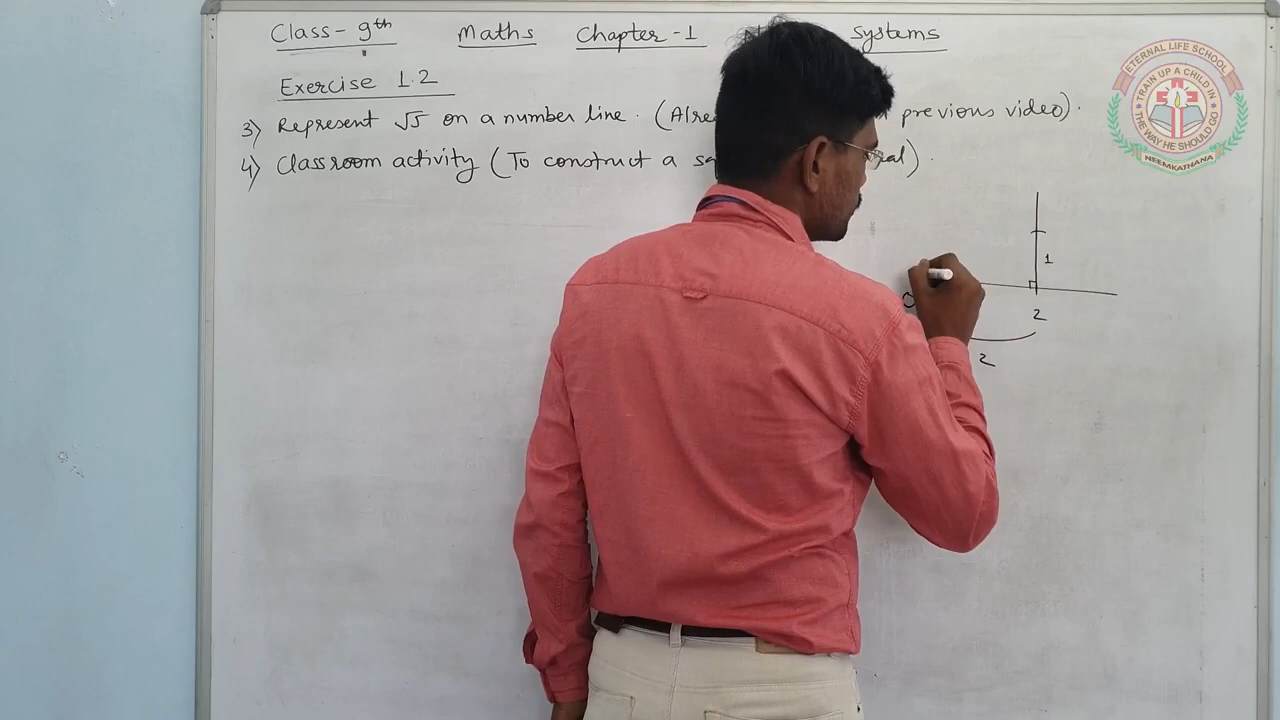 Class - 9th Maths Chapter - 1 Systems
Exercise 1.2
3) Represent √5 on a number line. (Alre previous video).
4) Classroom activity (To construct a s al).
1
0
2
2
ETERNAL LIFE SCHOOL
TRAIN UP A CHILD IN
THE WAY HE SHOULD GO
NEEMKATHANA